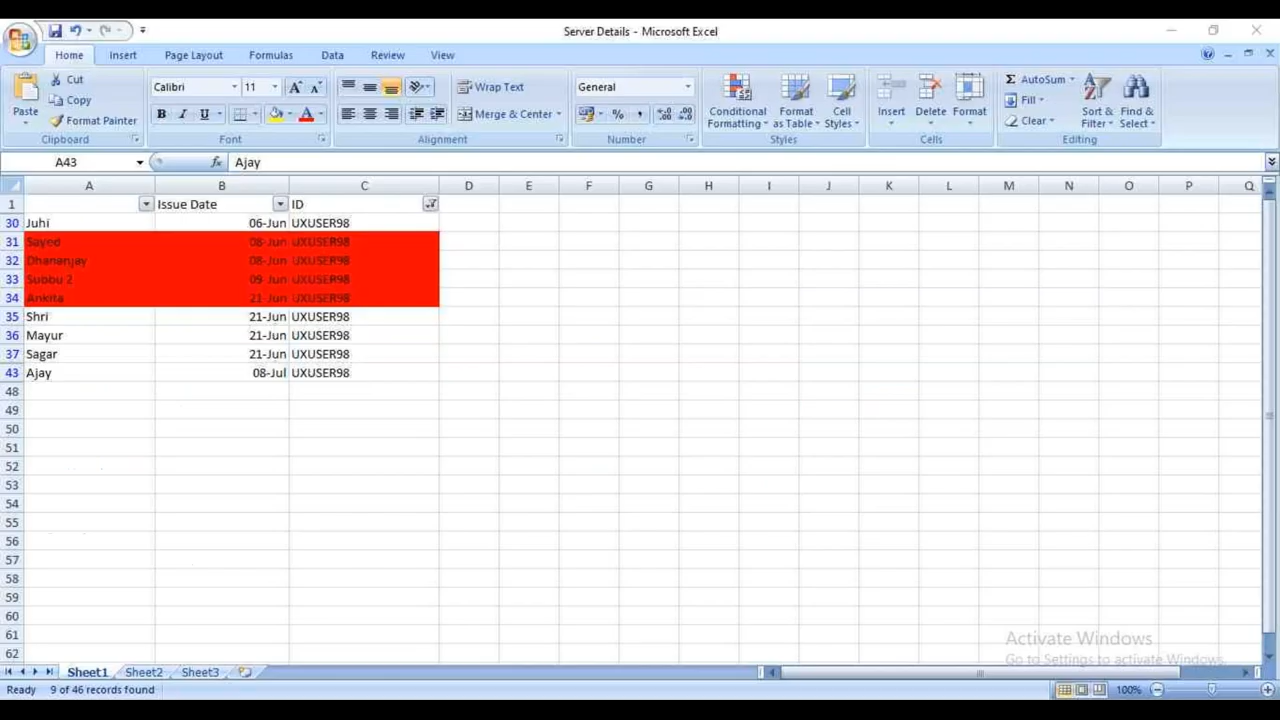 Server Details - Microsoft Excel
Home Insert Page Layout Formulas Data Review View
Paste Cut Copy Format Painter Clipboard
Calibri 11 A A B I U A Font
Wrap Text Merge & Center Alignment
General % , .0 .00 .00 .0 Number
Conditional Formatting Format as Table Cell Styles Styles
Insert Delete Format Cells
Σ AutoSum Fill Clear Sort & Filter Find & Select Editing
A43 fx Ajay
A B C D E F G H I J K L M N O P Q
1 Issue Date ID
30 Juhi 06-Jun UXUSER98
31 Sayed 08-Jun UXUSER98
32 Dhananjay 08-Jun UXUSER98
33 Subbu 2 09-Jun UXUSER98
34 Ankita 21-Jun UXUSER98
35 Shri 21-Jun UXUSER98
36 Mayur 21-Jun UXUSER98
37 Sagar 21-Jun UXUSER98
43 Ajay 08-Jul UXUSER98
48
49
50
51
52
53
54
55
56
57
58
59
60
61
62
Activate Windows
Go to Settings to activate Windows.
Sheet1 Sheet2 Sheet3
Ready 9 of 46 records found 100%